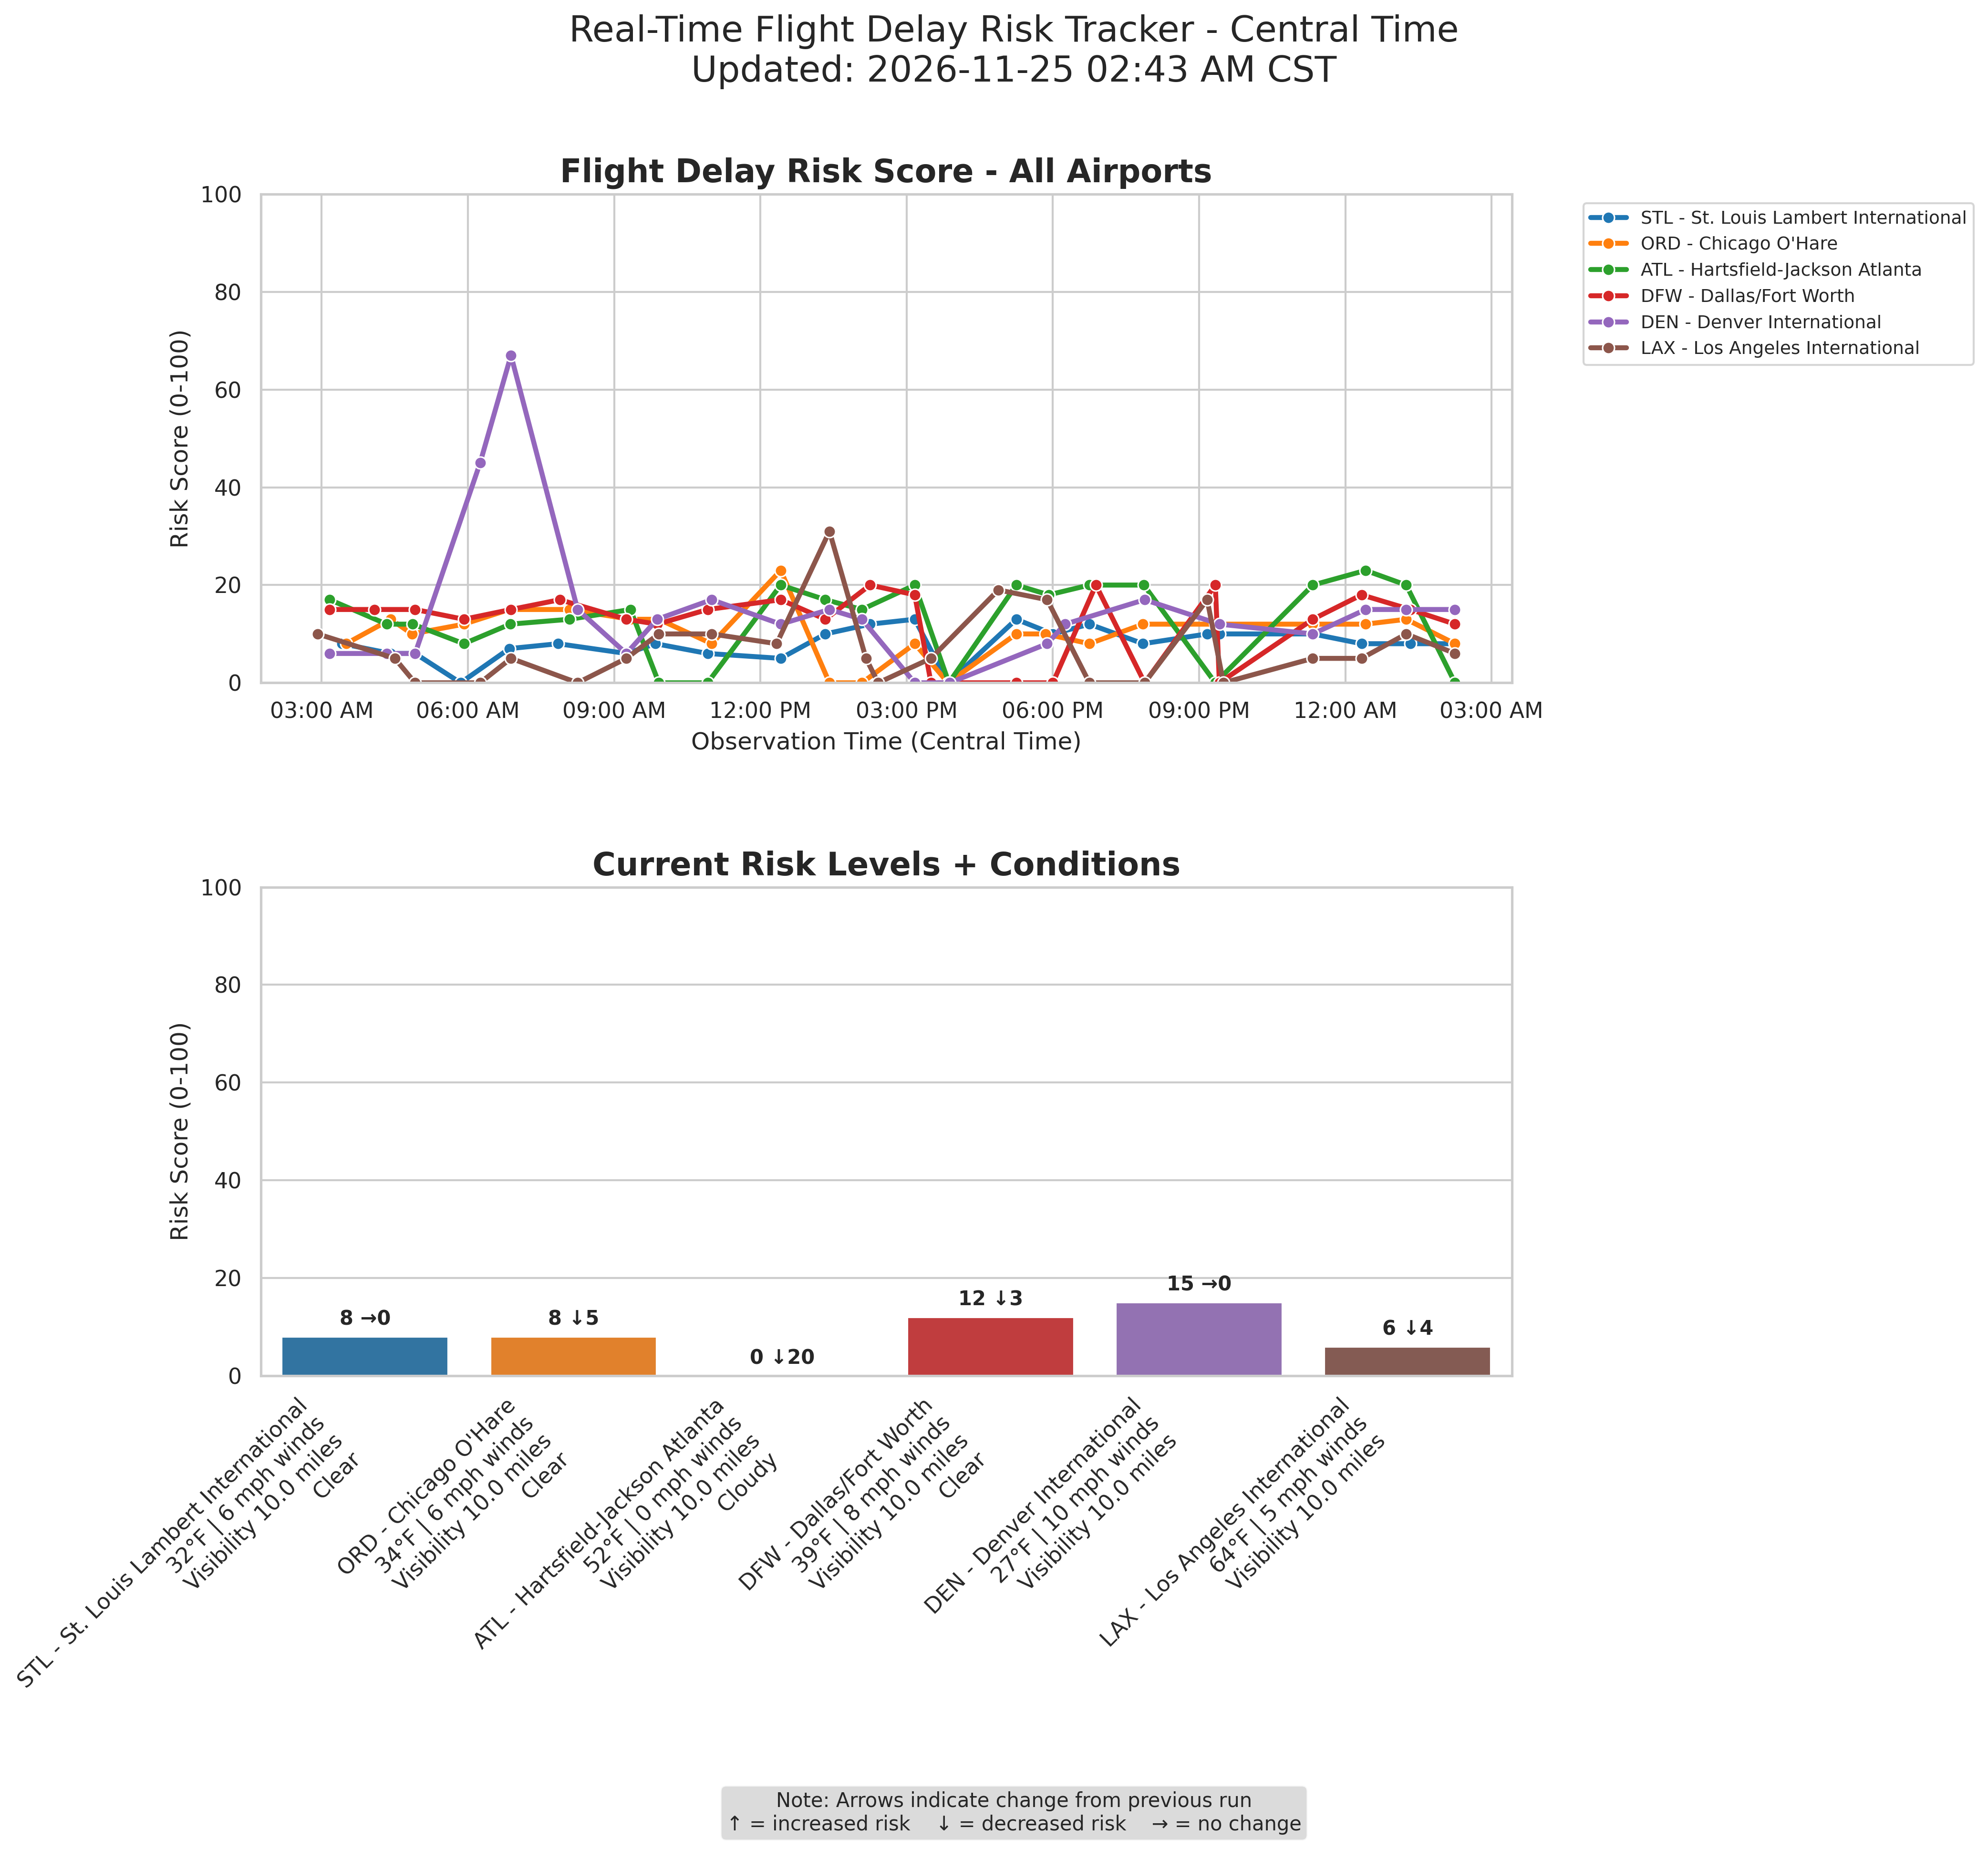 Real-Time Flight Delay Risk Tracker - Central Time
Updated: 2026-11-25 02:43 AM CST
Flight Delay Risk Score - All Airports
100
80
60
40
20
0
Risk Score (0-100)
03:00 AM
06:00 AM
09:00 AM
12:00 PM
03:00 PM
06:00 PM
09:00 PM
12:00 AM
03:00 AM
Observation Time (Central Time)
STL - St. Louis Lambert International
ORD - Chicago O'Hare
ATL - Hartsfield-Jackson Atlanta
DFW - Dallas/Fort Worth
DEN - Denver International
LAX - Los Angeles International
Current Risk Levels + Conditions
100
80
60
40
20
0
Risk Score (0-100)
8 →0
8 ↓5
0 ↓20
12 ↓3
15 →0
6 ↓4
STL - St. Louis Lambert International
32°F | 6 mph winds
Visibility 10.0 miles
Clear
ORD - Chicago O'Hare
34°F | 6 mph winds
Visibility 10.0 miles
Clear
ATL - Hartsfield-Jackson Atlanta
52°F | 0 mph winds
Visibility 10.0 miles
Cloudy
DFW - Dallas/Fort Worth
39°F | 8 mph winds
Visibility 10.0 miles
Clear
DEN - Denver International
27°F | 10 mph winds
Visibility 10.0 miles
LAX - Los Angeles International
64°F | 5 mph winds
Visibility 10.0 miles
Note: Arrows indicate change from previous run
↑ = increased risk    ↓ = decreased risk    → = no change